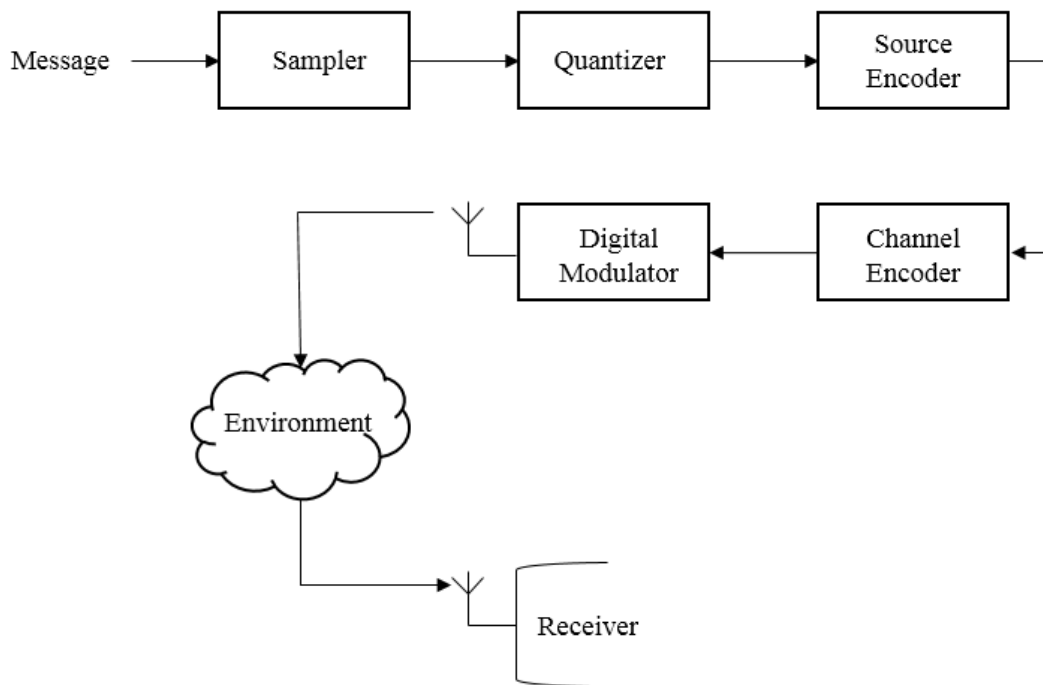 Message
Sampler
Quantizer
Source
Encoder
Digital
Modulator
Channel
Encoder
Environment
Receiver